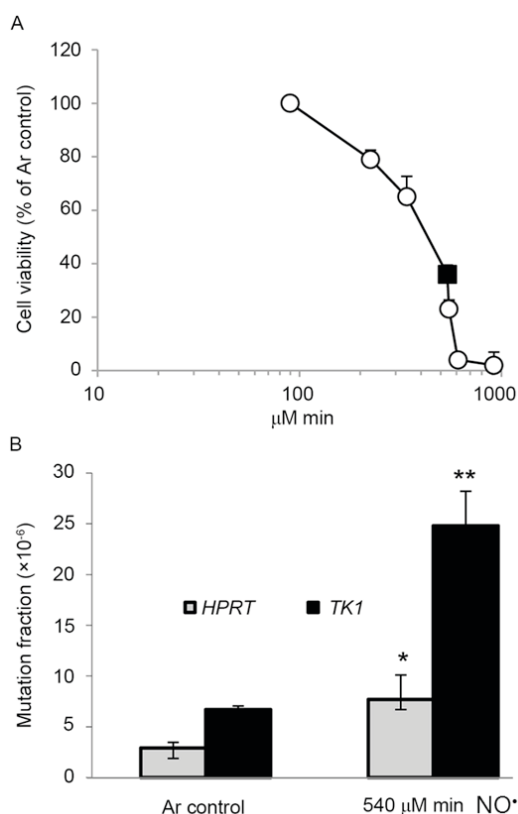 A
Cell viability (% of Ar control)
120
100
80
60
40
20
0
10
100
1000
μM min
B
Mutation fraction (×10⁻⁶)
30
25
20
15
10
5
0
**
HPRT
TK1
*
Ar control
540 μM min NO•